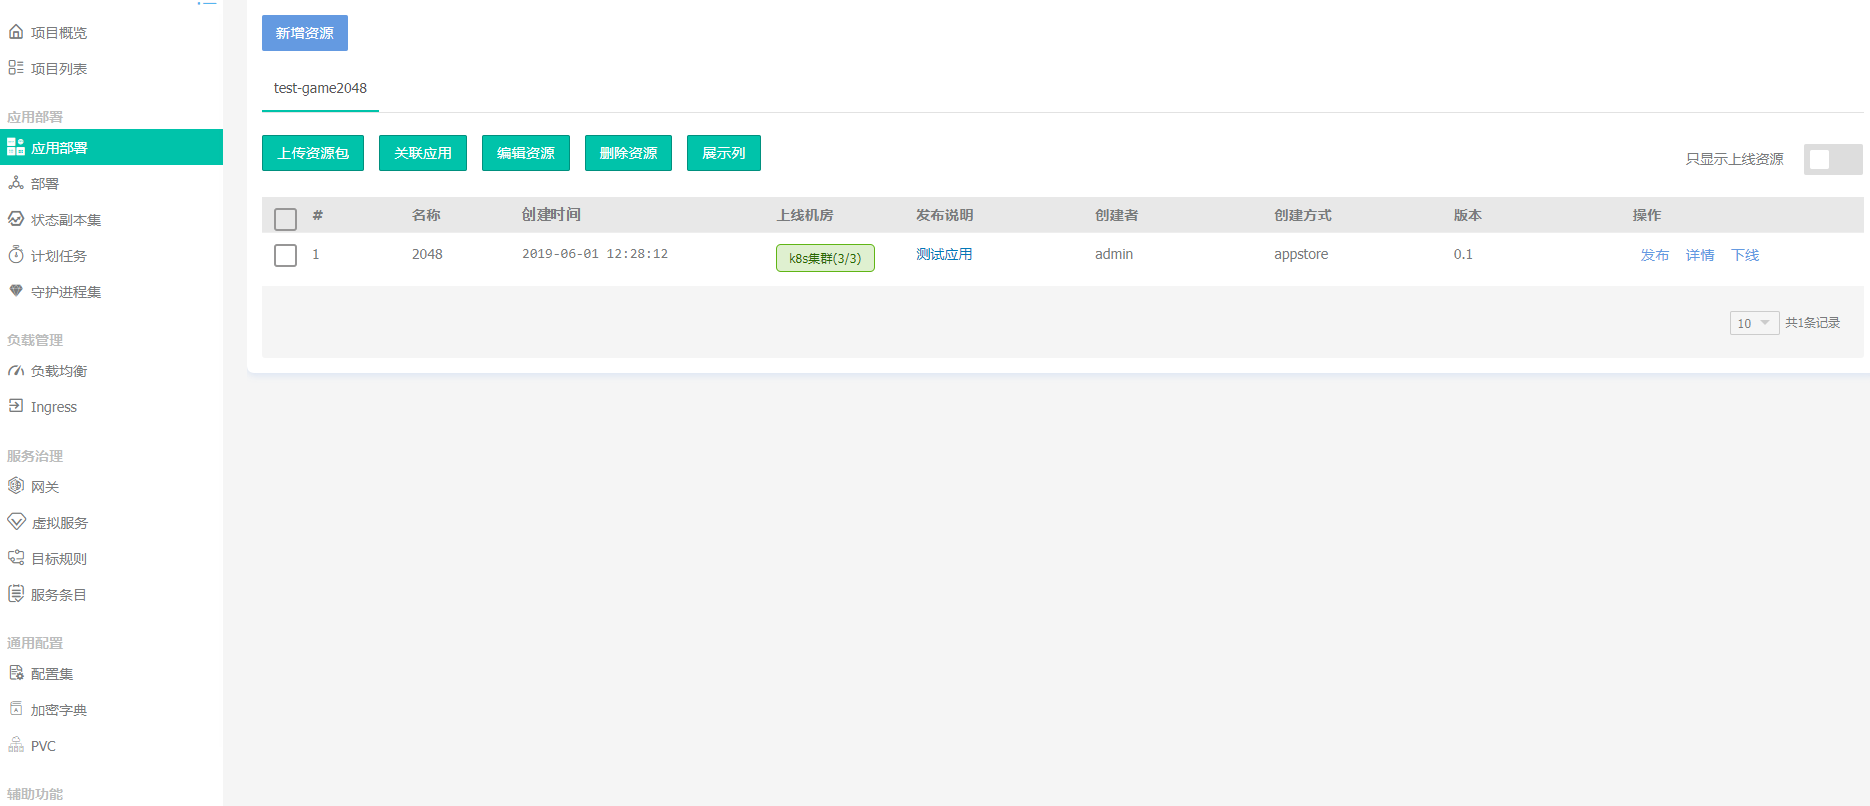 项目概览
项目列表
应用部署
应用部署
部署
状态副本集
计划任务
守护进程集
负载管理
负载均衡
Ingress
服务治理
网关
虚拟服务
目标规则
服务条目
通用配置
配置集
加密字典
PVC
辅助功能
新增资源
test-game2048
上传资源包 关联应用 编辑资源 删除资源 展示列
只显示上线资源
# 名称 创建时间 上线机房 发布说明 创建者 创建方式 版本 操作
1 2048 2019-06-01 12:28:12 k8s集群(3/3) 测试应用 admin appstore 0.1 发布 详情 下线
10 共1条记录